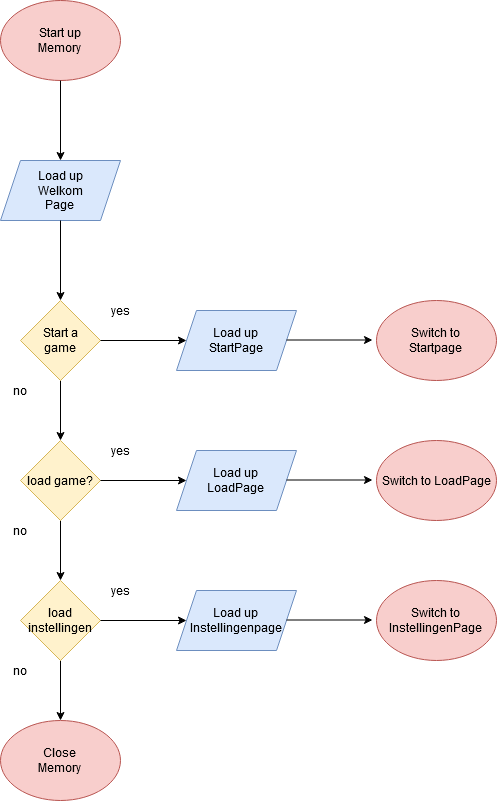 Start up
Memory
Load up
Welkom
Page
Start a
game
yes
Load up
StartPage
Switch to
Startpage
no
load game?
yes
Load up
LoadPage
Switch to LoadPage
no
load
instellingen
yes
Load up
Instellingenpage
Switch to
InstellingenPage
no
Close
Memory